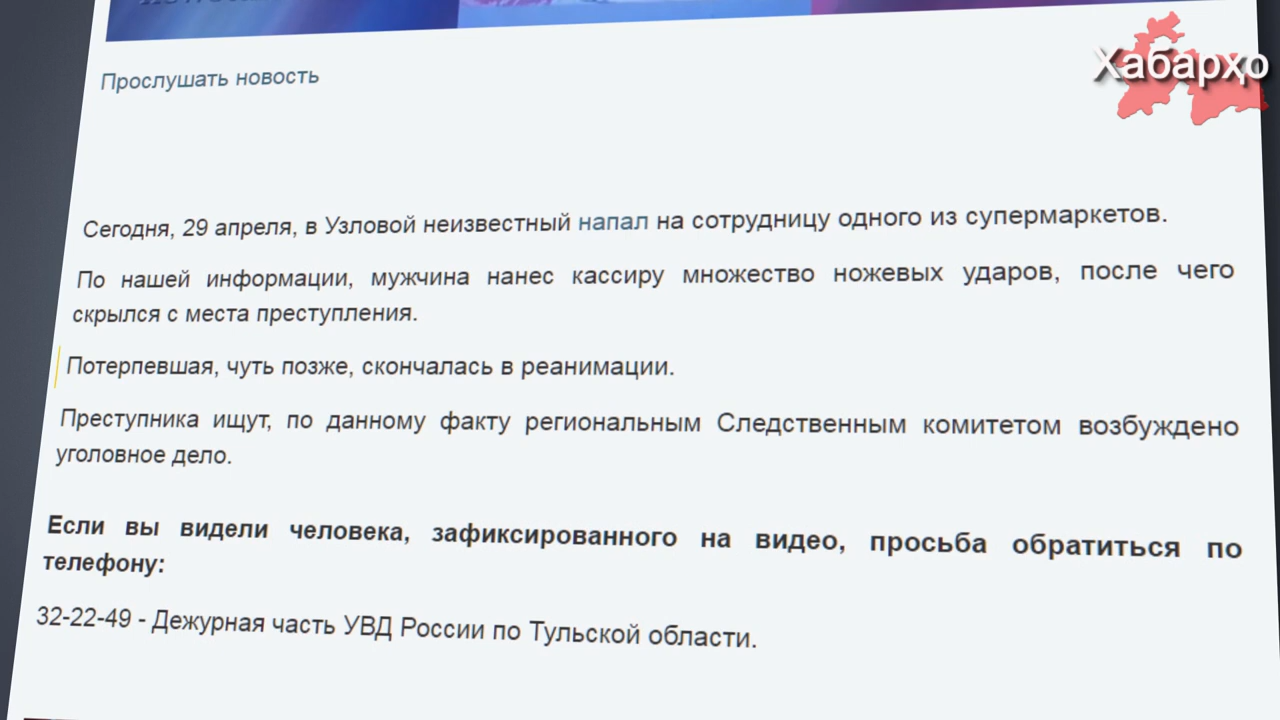 Хабарҳо
Прослушать новость
Сегодня, 29 апреля, в Узловой неизвестный напал на сотрудницу одного из супермаркетов.
По нашей информации, мужчина нанес кассиру множество ножевых ударов, после чего
скрылся с места преступления.
Потерпевшая, чуть позже, скончалась в реанимации.
Преступника ищут, по данному факту региональным Следственным комитетом возбуждено
уголовное дело.
Если вы видели человека, зафиксированного на видео, просьба обратиться по
телефону:
32-22-49 - Дежурная часть УВД России по Тульской области.